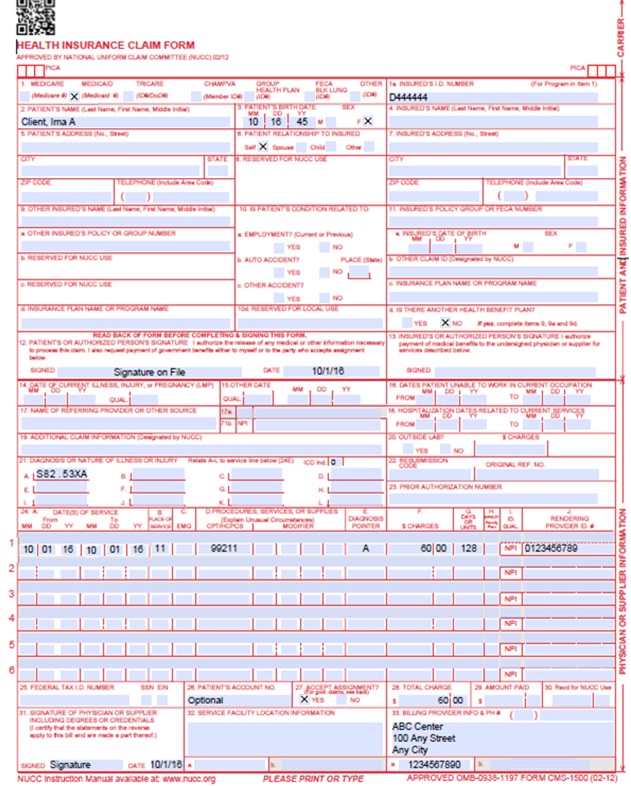 HEALTH INSURANCE CLAIM FORM
APPROVED BY NATIONAL UNIFORM CLAIM COMMITTEE (NUCC) 02/12
PICA PICA
CARRIER
1. MEDICARE MEDICAID TRICARE CHAMPVA GROUP HEALTH PLAN FECA BLK LUNG OTHER
(Medicare #) X (Medicaid #) (ID#/DoD#) (Member ID#) (ID#) (ID#) (ID#)
1a. INSURED'S I.D. NUMBER (For Program in Item 1)
D444444
2. PATIENT'S NAME (Last Name, First Name, Middle Initial)
Client, Ima A
3. PATIENT'S BIRTH DATE SEX
MM DD YY
10 16 45 M F X
4. INSURED'S NAME (Last Name, First Name, Middle Initial)
5. PATIENT'S ADDRESS (No., Street)
6. PATIENT RELATIONSHIP TO INSURED
Self X Spouse Child Other
7. INSURED'S ADDRESS (No., Street)
CITY STATE
8. RESERVED FOR NUCC USE
CITY STATE
ZIP CODE TELEPHONE (Include Area Code)
( )
ZIP CODE TELEPHONE (Include Area Code)
( )
9. OTHER INSURED'S NAME (Last Name, First Name, Middle Initial)
10. IS PATIENT'S CONDITION RELATED TO:
11. INSURED'S POLICY GROUP OR FECA NUMBER
a. OTHER INSURED'S POLICY OR GROUP NUMBER
a. EMPLOYMENT? (Current or Previous)
YES NO
a. INSURED'S DATE OF BIRTH SEX
MM DD YY
M F
b. RESERVED FOR NUCC USE
b. AUTO ACCIDENT? PLACE (State)
YES NO
b. OTHER CLAIM ID (Designated by NUCC)
c. RESERVED FOR NUCC USE
c. OTHER ACCIDENT?
YES NO
c. INSURANCE PLAN NAME OR PROGRAM NAME
d. INSURANCE PLAN NAME OR PROGRAM NAME
10d. RESERVED FOR LOCAL USE
d. IS THERE ANOTHER HEALTH BENEFIT PLAN?
YES X NO If yes, complete items 9, 9a and 9d.
PATIENT AND INSURED INFORMATION
READ BACK OF FORM BEFORE COMPLETING & SIGNING THIS FORM.
12. PATIENT'S OR AUTHORIZED PERSON'S SIGNATURE I authorize the release of any medical or other information necessary
to process this claim. I also request payment of government benefits either to myself or to the party who accepts assignment
below.
SIGNED Signature on File DATE 10/1/16
13. INSURED'S OR AUTHORIZED PERSON'S SIGNATURE I authorize
payment of medical benefits to the undersigned physician or supplier for
services described below.
SIGNED
14. DATE OF CURRENT ILLNESS, INJURY, or PREGNANCY (LMP)
MM DD YY QUAL.
15 OTHER DATE
QUAL. MM DD YY
16. DATES PATIENT UNABLE TO WORK IN CURRENT OCCUPATION
MM DD YY MM DD YY
FROM TO
17. NAME OF REFERRING PROVIDER OR OTHER SOURCE
17a.
71b. NPI
18. HOSPITALIZATION DATES RELATED TO CURRENT SERVICES
MM DD YY MM DD YY
FROM TO
19. ADDITIONAL CLAIM INFORMATION (Designated by NUCC)
20. OUTSIDE LAB? $ CHARGES
YES NO
21. DIAGNOSIS OR NATURE OF ILLNESS OR INJURY Relate A-L to service line below (24E) ICD Ind. 0
A. S82.53XA B. C. D.
E. F. G. H.
I. J. K. L.
22. RESUBMISSION CODE ORIGINAL REF. NO.
23. PRIOR AUTHORIZATION NUMBER
24. A. DATE(S) OF SERVICE B. C. D. PROCEDURES, SERVICES, OR SUPPLIES E. F. G. H. I. J.
From To PLACE OF (Explain Unusual Circumstances) DIAGNOSIS DAYS OR ID. RENDERING
MM DD YY MM DD YY SERVICE EMG CPT/HCPCS MODIFIER POINTER $ CHARGES UNITS QUAL. PROVIDER ID. #
1 10 01 16 10 01 16 11 99211 A 60 00 128 NPI 0123456789
2 NPI
3 NPI
4 NPI
5 NPI
6 NPI
PHYSICIAN OR SUPPLIER INFORMATION
25. FEDERAL TAX I.D. NUMBER SSN EIN
26. PATIENT'S ACCOUNT NO.
Optional
27. ACCEPT ASSIGNMENT?
(For govt. claims, see back)
X YES NO
28. TOTAL CHARGE
$ 60 00
29. AMOUNT PAID
$
30. Rsvd for NUCC Use
31. SIGNATURE OF PHYSICIAN OR SUPPLIER
INCLUDING DEGREES OR CREDENTIALS
(I certify that the statements on the reverse
apply to this bill and are made a part thereof.)
SIGNED Signature DATE 10/1/16
32. SERVICE FACILITY LOCATION INFORMATION
a. b.
33. BILLING PROVIDER INFO & PH # ( )
ABC Center
100 Any Street
Any City
a. 1234567890 b.
NUCC Instruction Manual available at: www.nucc.org PLEASE PRINT OR TYPE APPROVED OMB-0938-1197 FORM CMS-1500 (02-12)